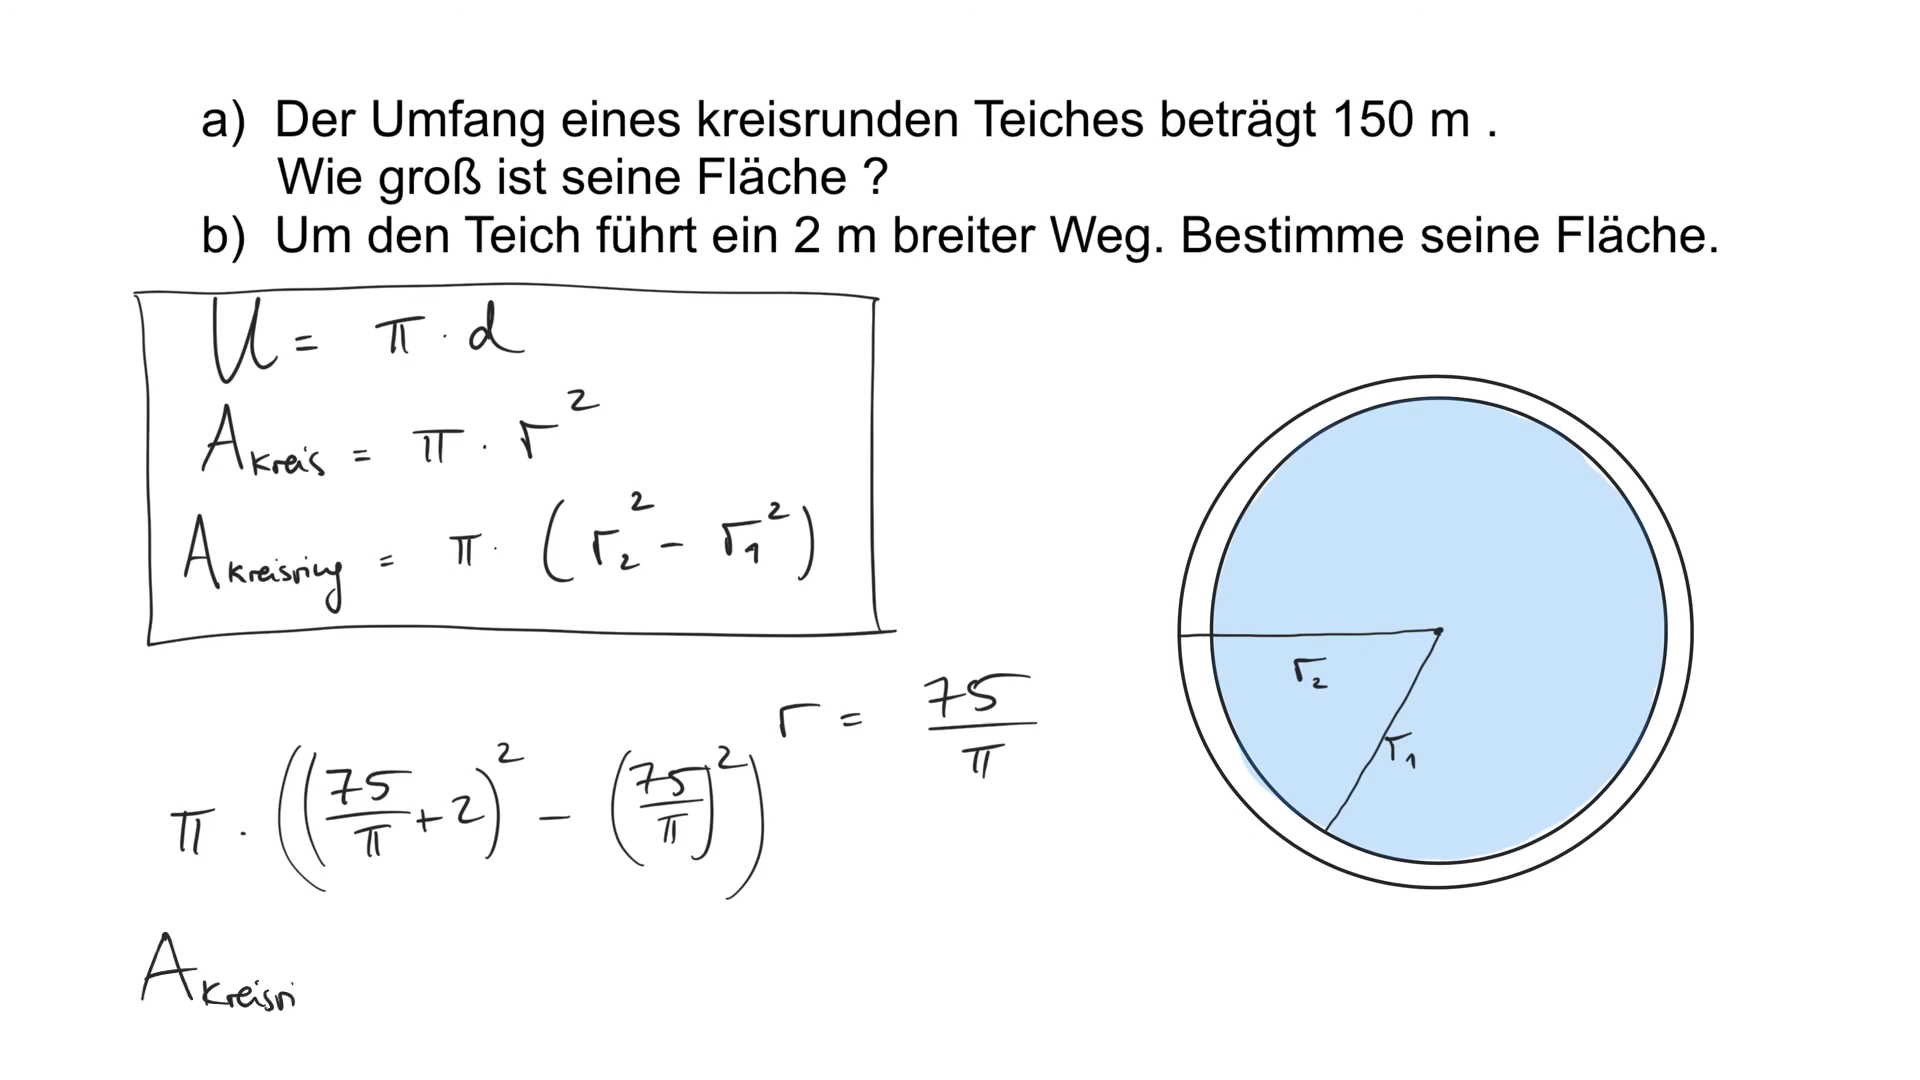 a) Der Umfang eines kreisrunden Teiches beträgt 150 m .
Wie groß ist seine Fläche ?
b) Um den Teich führt ein 2 m breiter Weg. Bestimme seine Fläche.
U = π · d
A_Kreis = π · r²
A_Kreisring = π · (r₂² - r₁²)
r = 75/π
π · ((75/π + 2)² - (75/π)²)
r₂
r₁
A_Kreisri